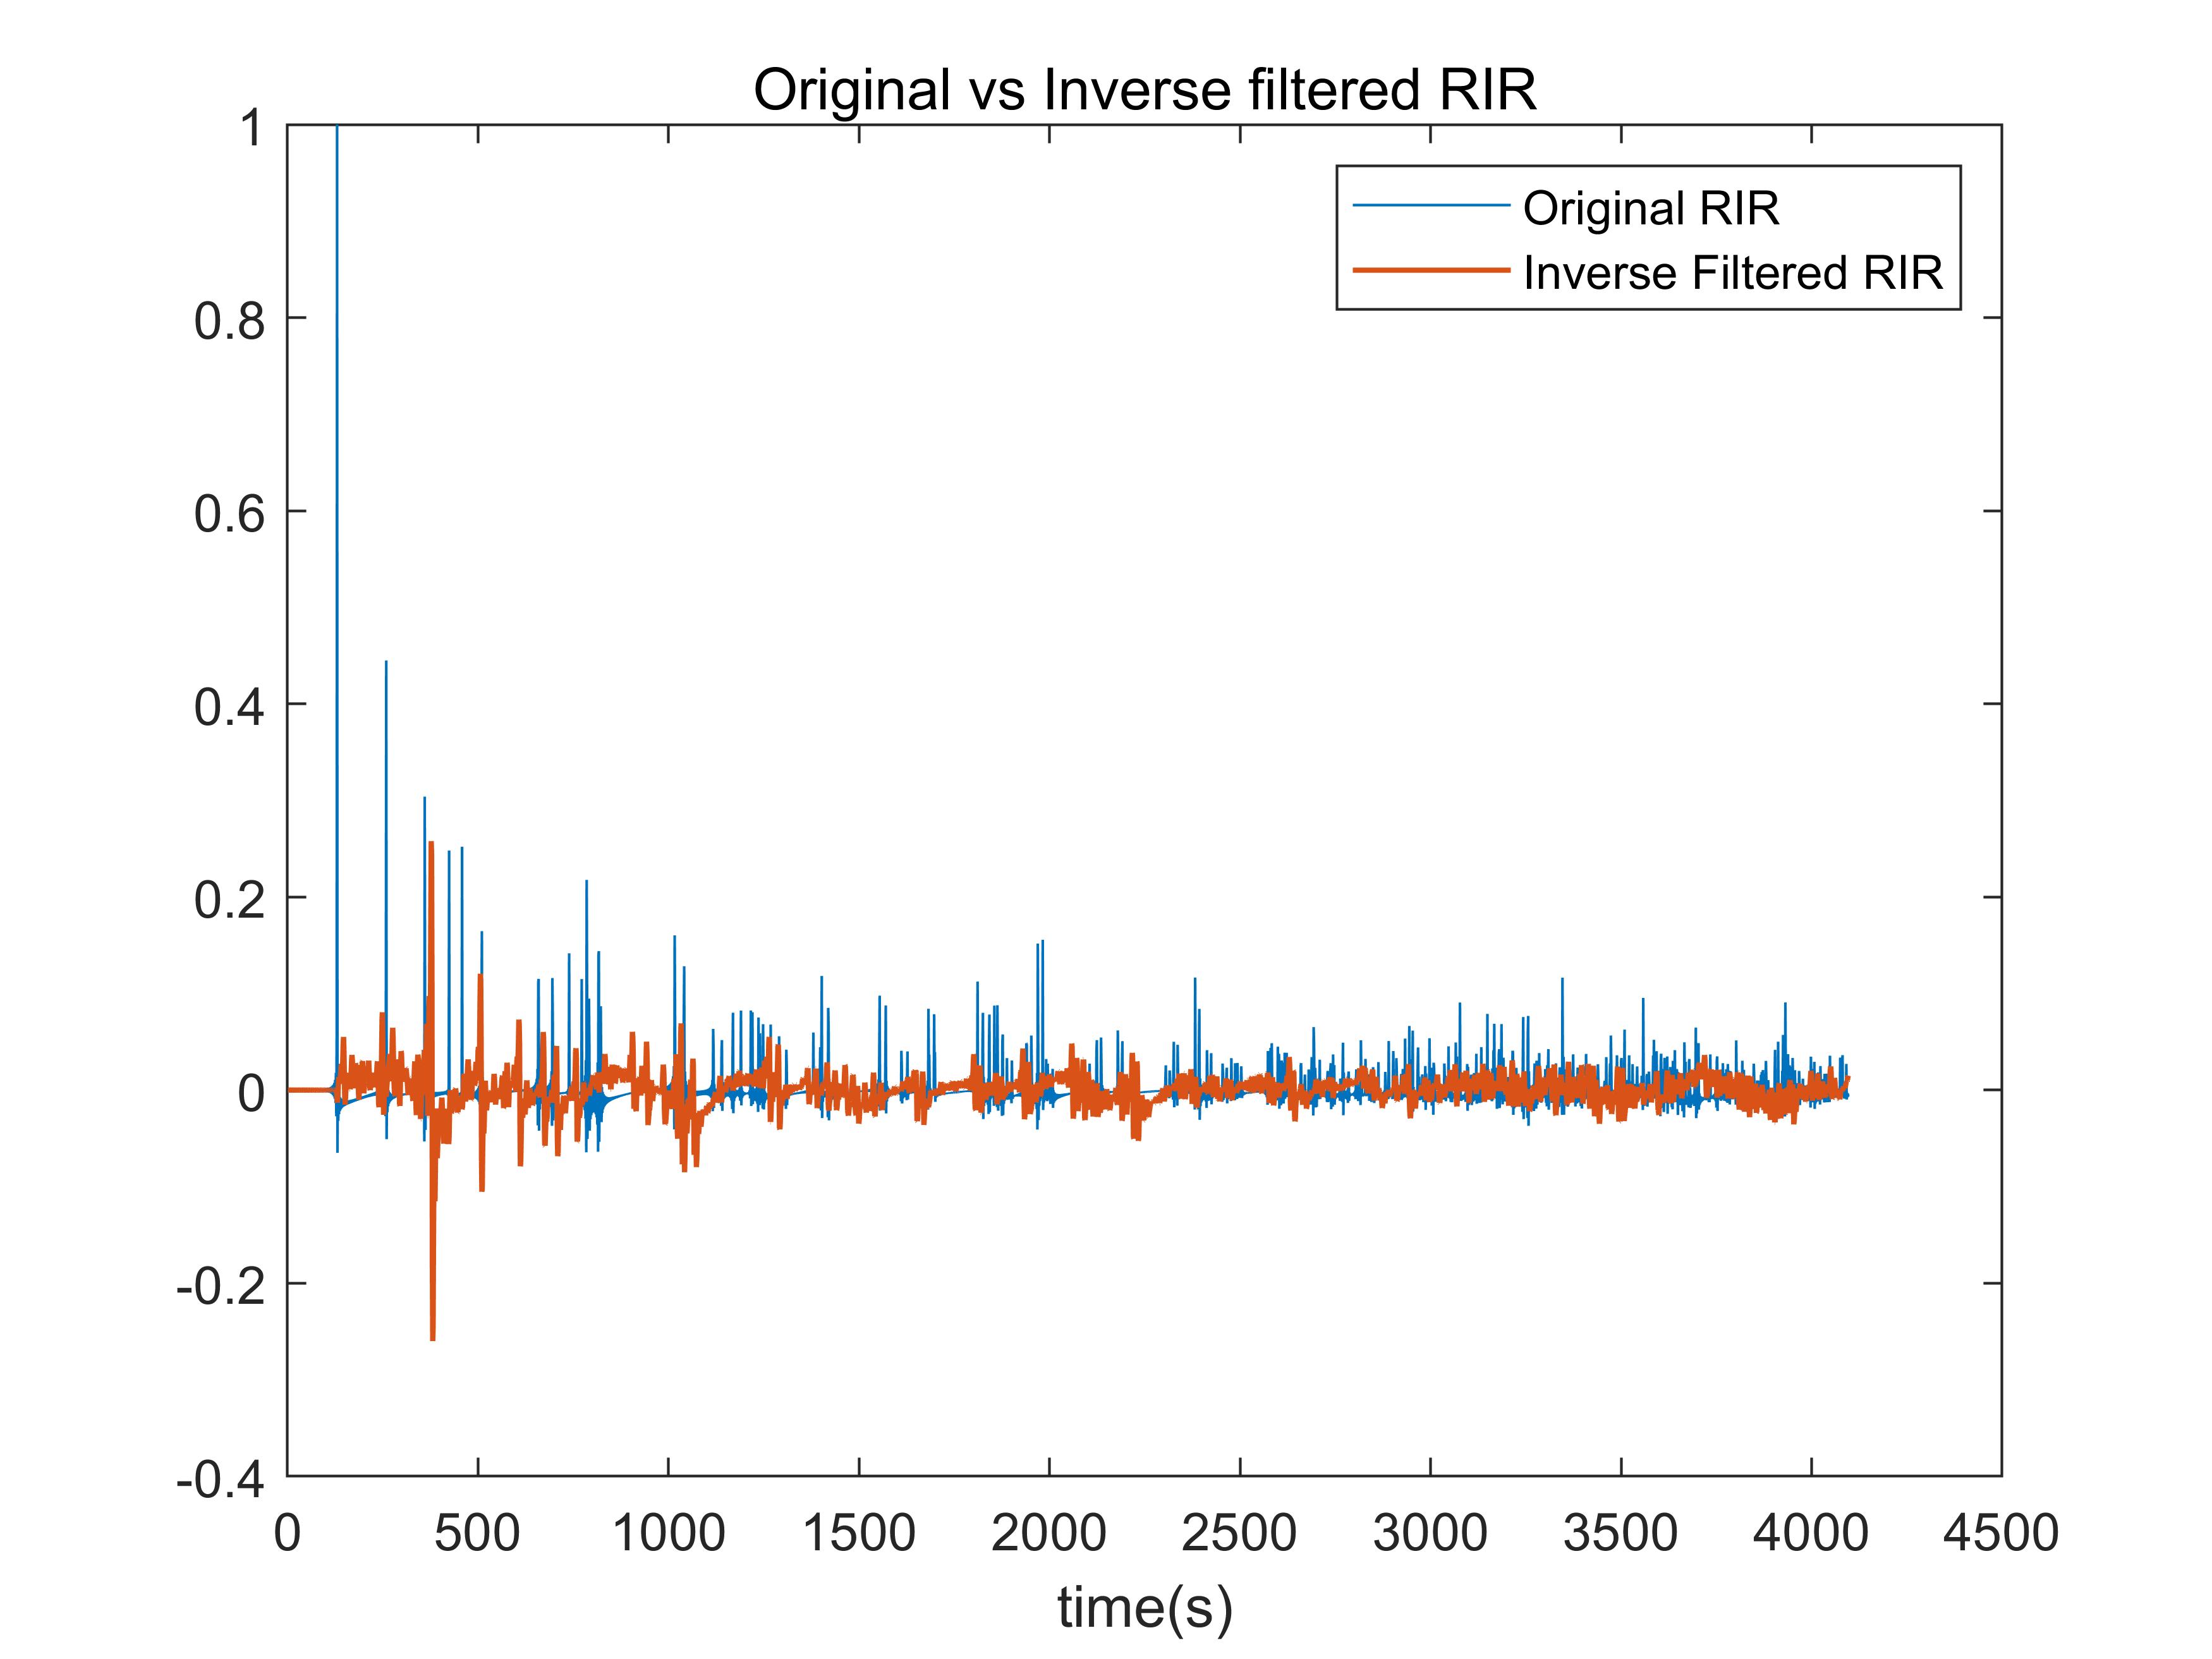 Original vs Inverse filtered RIR
1
0.8
0.6
0.4
0.2
0
-0.2
-0.4
Original RIR
Inverse Filtered RIR
0 500 1000 1500 2000 2500 3000 3500 4000 4500
time(s)